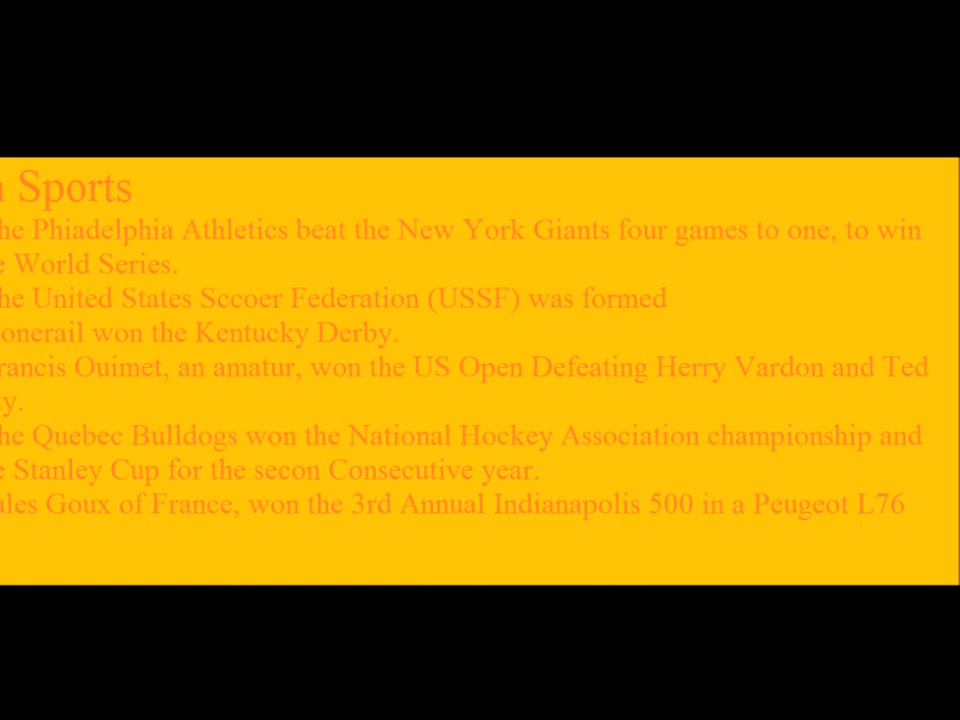 n Sports
he Phiadelphia Athletics beat the New York Giants four games to one, to win
e World Series.
he United States Sccoer Federation (USSF) was formed
onerail won the Kentucky Derby.
rancis Ouimet, an amatur, won the US Open Defeating Herry Vardon and Ted
y.
he Quebec Bulldogs won the National Hockey Association championship and
e Stanley Cup for the secon Consecutive year.
ules Goux of France, won the 3rd Annual Indianapolis 500 in a Peugeot L76